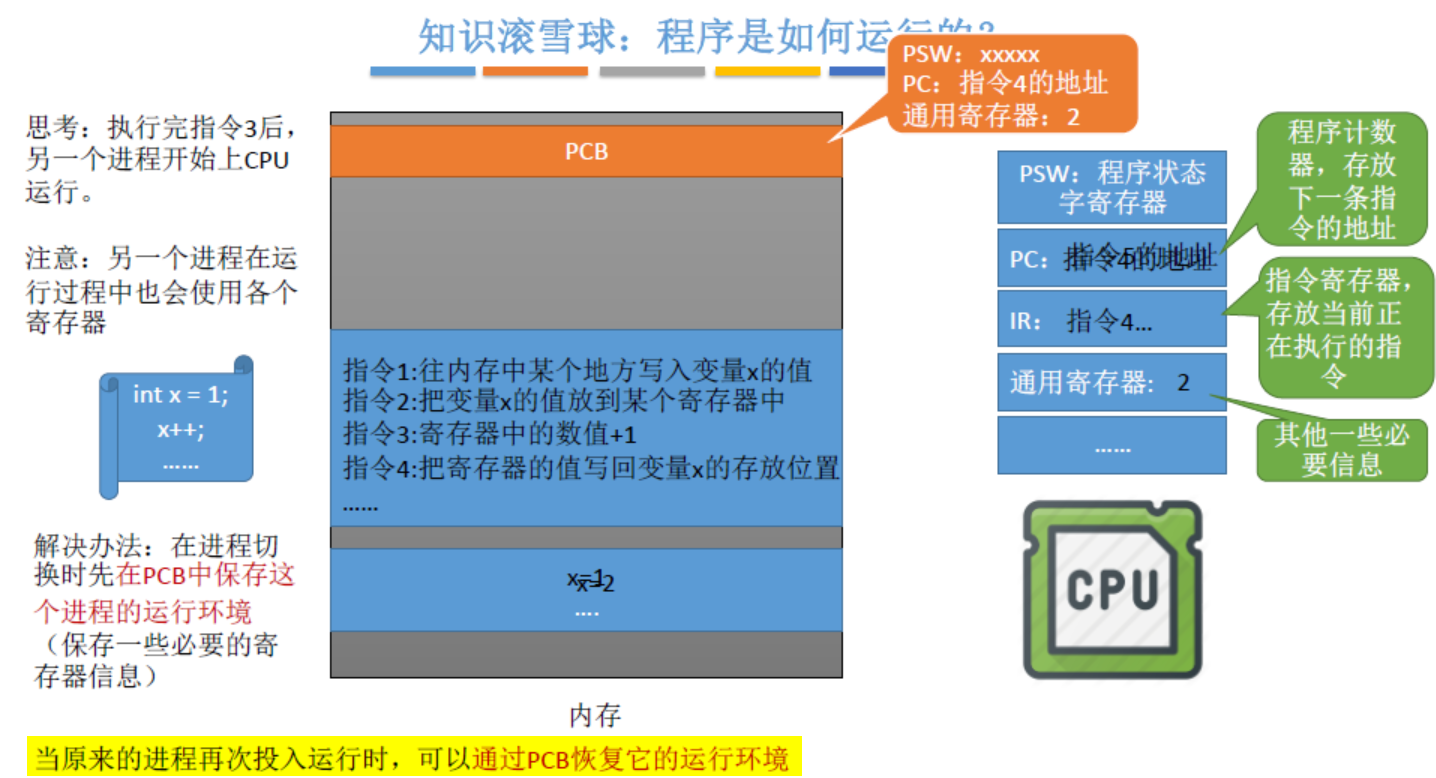 知识滚雪球：程序是如何运行的？
PSW：xxxxx
PC：指令4的地址
通用寄存器：2
思考：执行完指令3后，
另一个进程开始上CPU
运行。
注意：另一个进程在运
行过程中也会使用各个
寄存器
int x = 1;
x++;
……
解决办法：在进程切
换时先在PCB中保存这
个进程的运行环境
（保存一些必要的寄
存器信息）
PCB
指令1:往内存中某个地方写入变量x的值
指令2:把变量x的值放到某个寄存器中
指令3:寄存器中的数值+1
指令4:把寄存器的值写回变量x的存放位置
……
x=1
x=2
....
内存
PSW：程序状态
字寄存器
PC：指令4的地址
指令5的地址
IR： 指令4…
通用寄存器： 2
……
程序计数
器，存放
下一条指
令的地址
指令寄存器，
存放当前正
在执行的指
令
其他一些必
要信息
CPU
当原来的进程再次投入运行时，可以通过PCB恢复它的运行环境